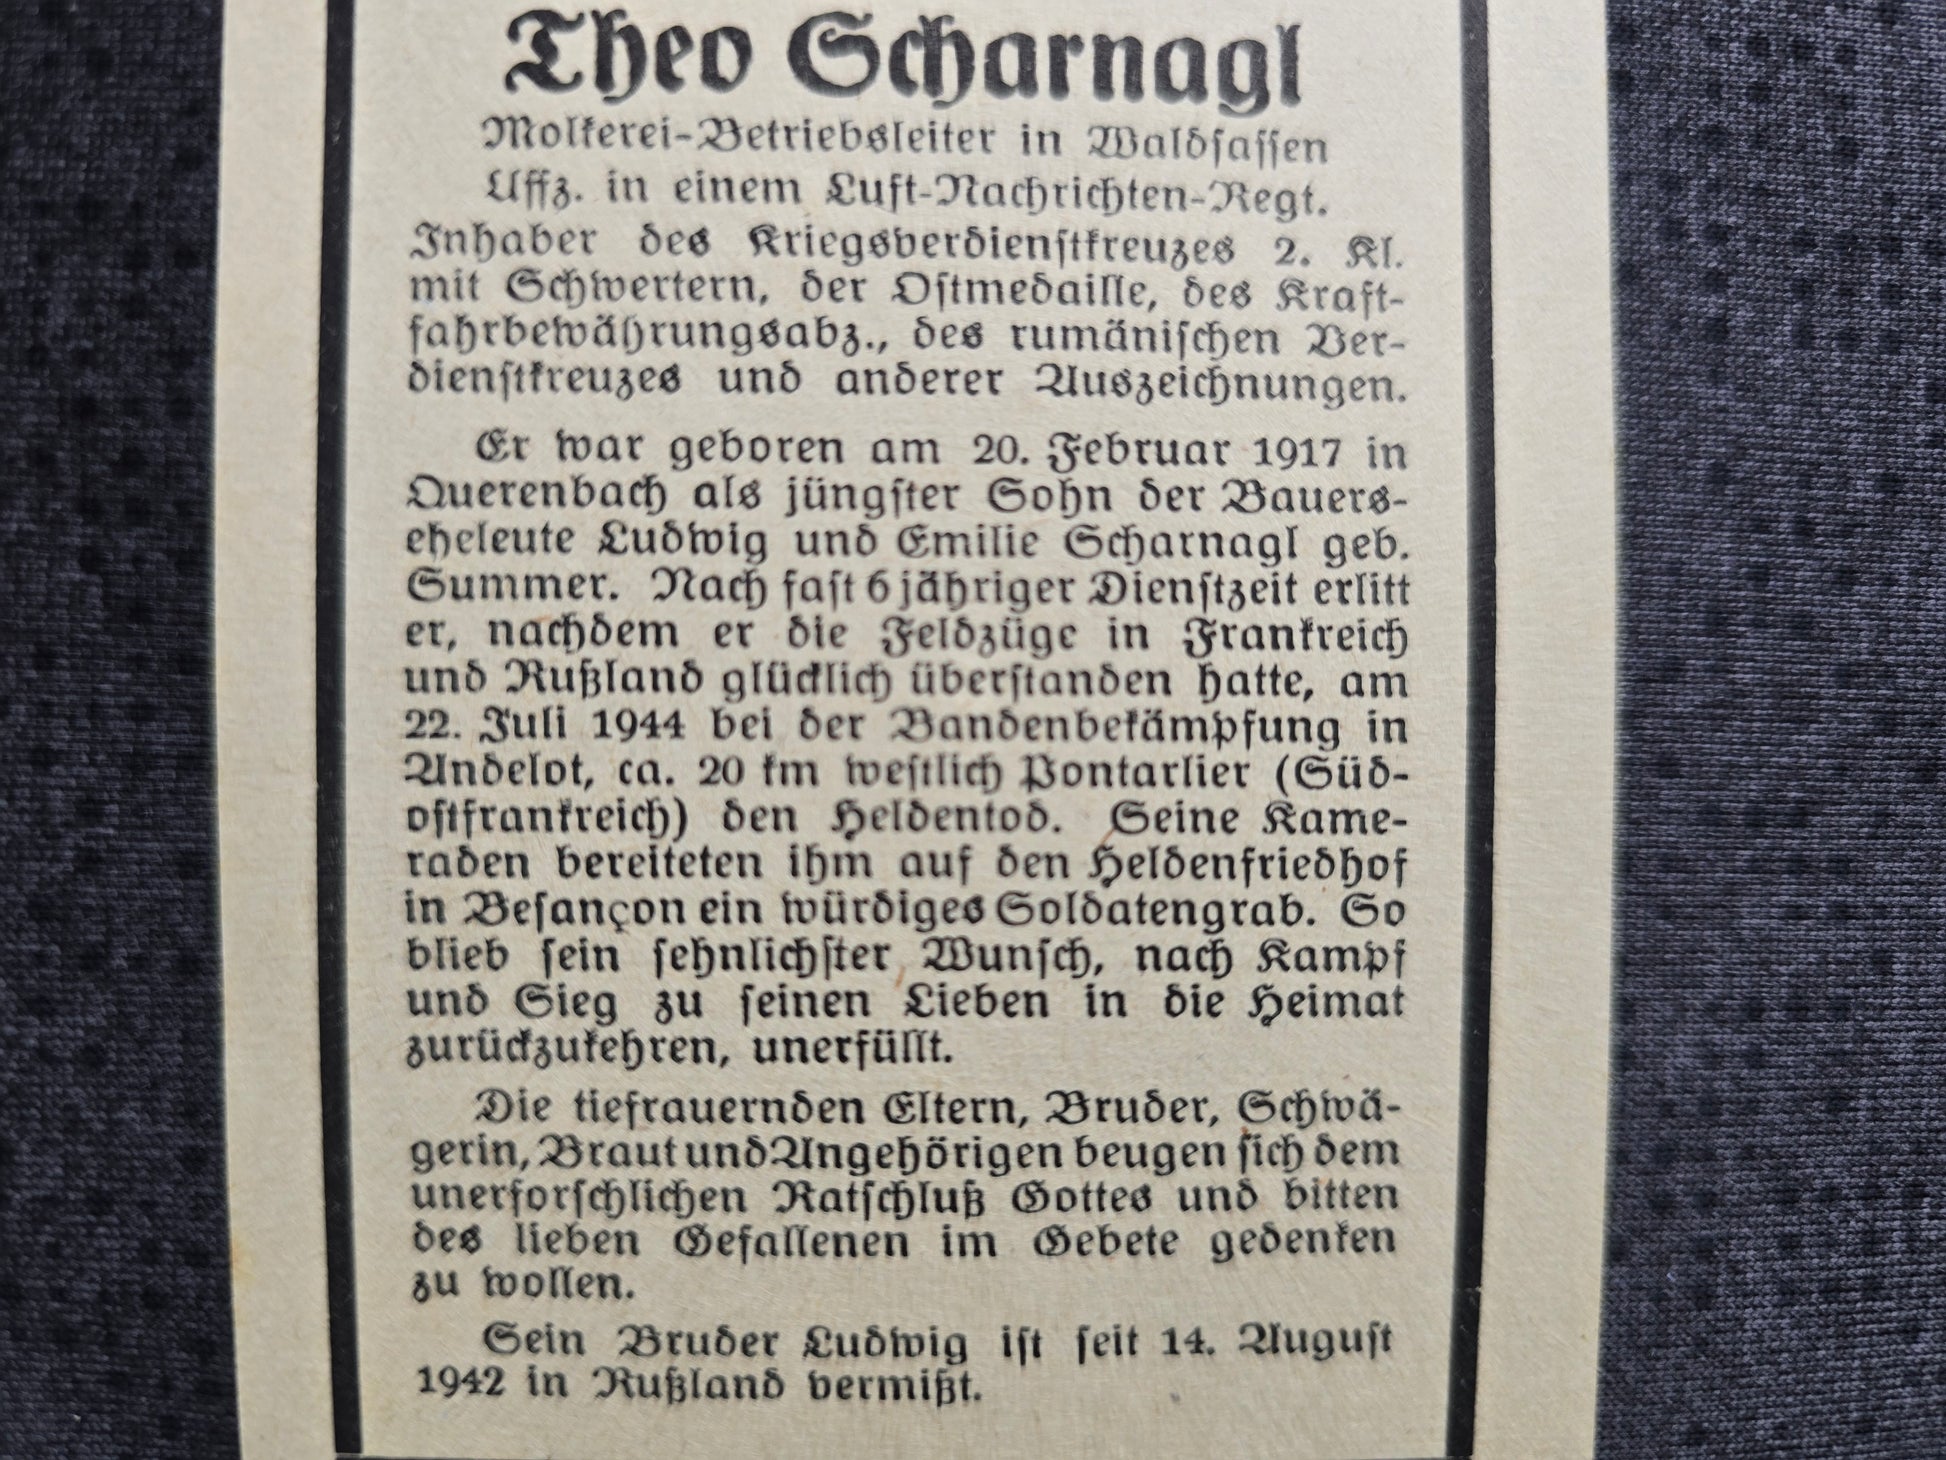 Theo Scharnagl
Molkerei-Betriebsleiter in Waldsassen
Uffz. in einem Luft-Nachrichten-Regt.
Inhaber des Kriegsverdienstkreuzes 2. Kl.
mit Schwertern, der Ostmedaille, des Kraft-
fahrbewährungsabz., des rumänischen Ver-
dienstkreuzes und anderer Auszeichnungen.
Er war geboren am 20. Februar 1917 in
Querenbach als jüngster Sohn der Bauers-
eheleute Ludwig und Emilie Scharnagl geb.
Summer. Nach fast 6 jähriger Dienstzeit erlitt
er, nachdem er die Feldzüge in Frankreich
und Rußland glücklich überstanden hatte, am
22. Juli 1944 bei der Bandenbekämpfung in
Andelot, ca. 20 km westlich Pontarlier (Süd-
ostfrankreich) den Heldentod. Seine Kame-
raden bereiteten ihm auf den Heldenfriedhof
in Besançon ein würdiges Soldatengrab. So
blieb sein sehnlichster Wunsch, nach Kampf
und Sieg zu seinen Lieben in die Heimat
zurückzukehren, unerfüllt.
Die tiefrauernden Eltern, Bruder, Schwä-
gerin, Braut und Angehörigen beugen sich dem
unerforschlichen Ratschluß Gottes und bitten
des lieben Gefallenen im Gebete gedenken
zu wollen.
Sein Bruder Ludwig ist seit 14. August
1942 in Rußland vermißt.